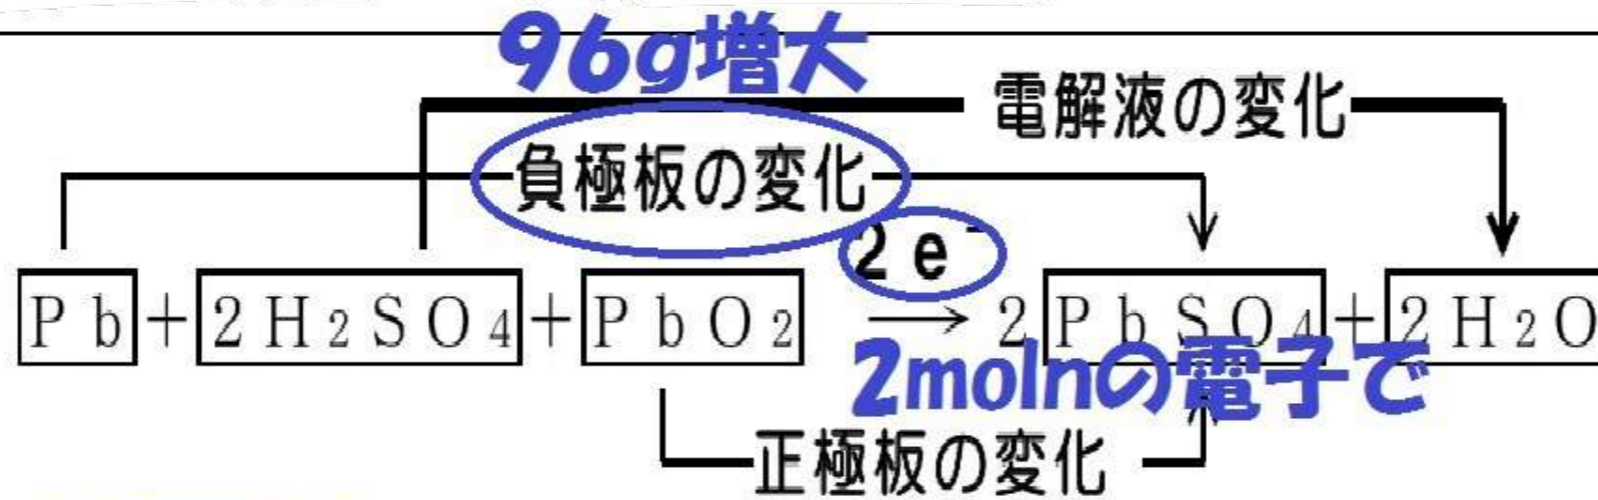 96g増大
電解液の変化
負極板の変化
2e⁻
Pb+2H₂SO₄+PbO₂ → 2PbSO₄+2H₂O
2molnの電子で
正極板の変化